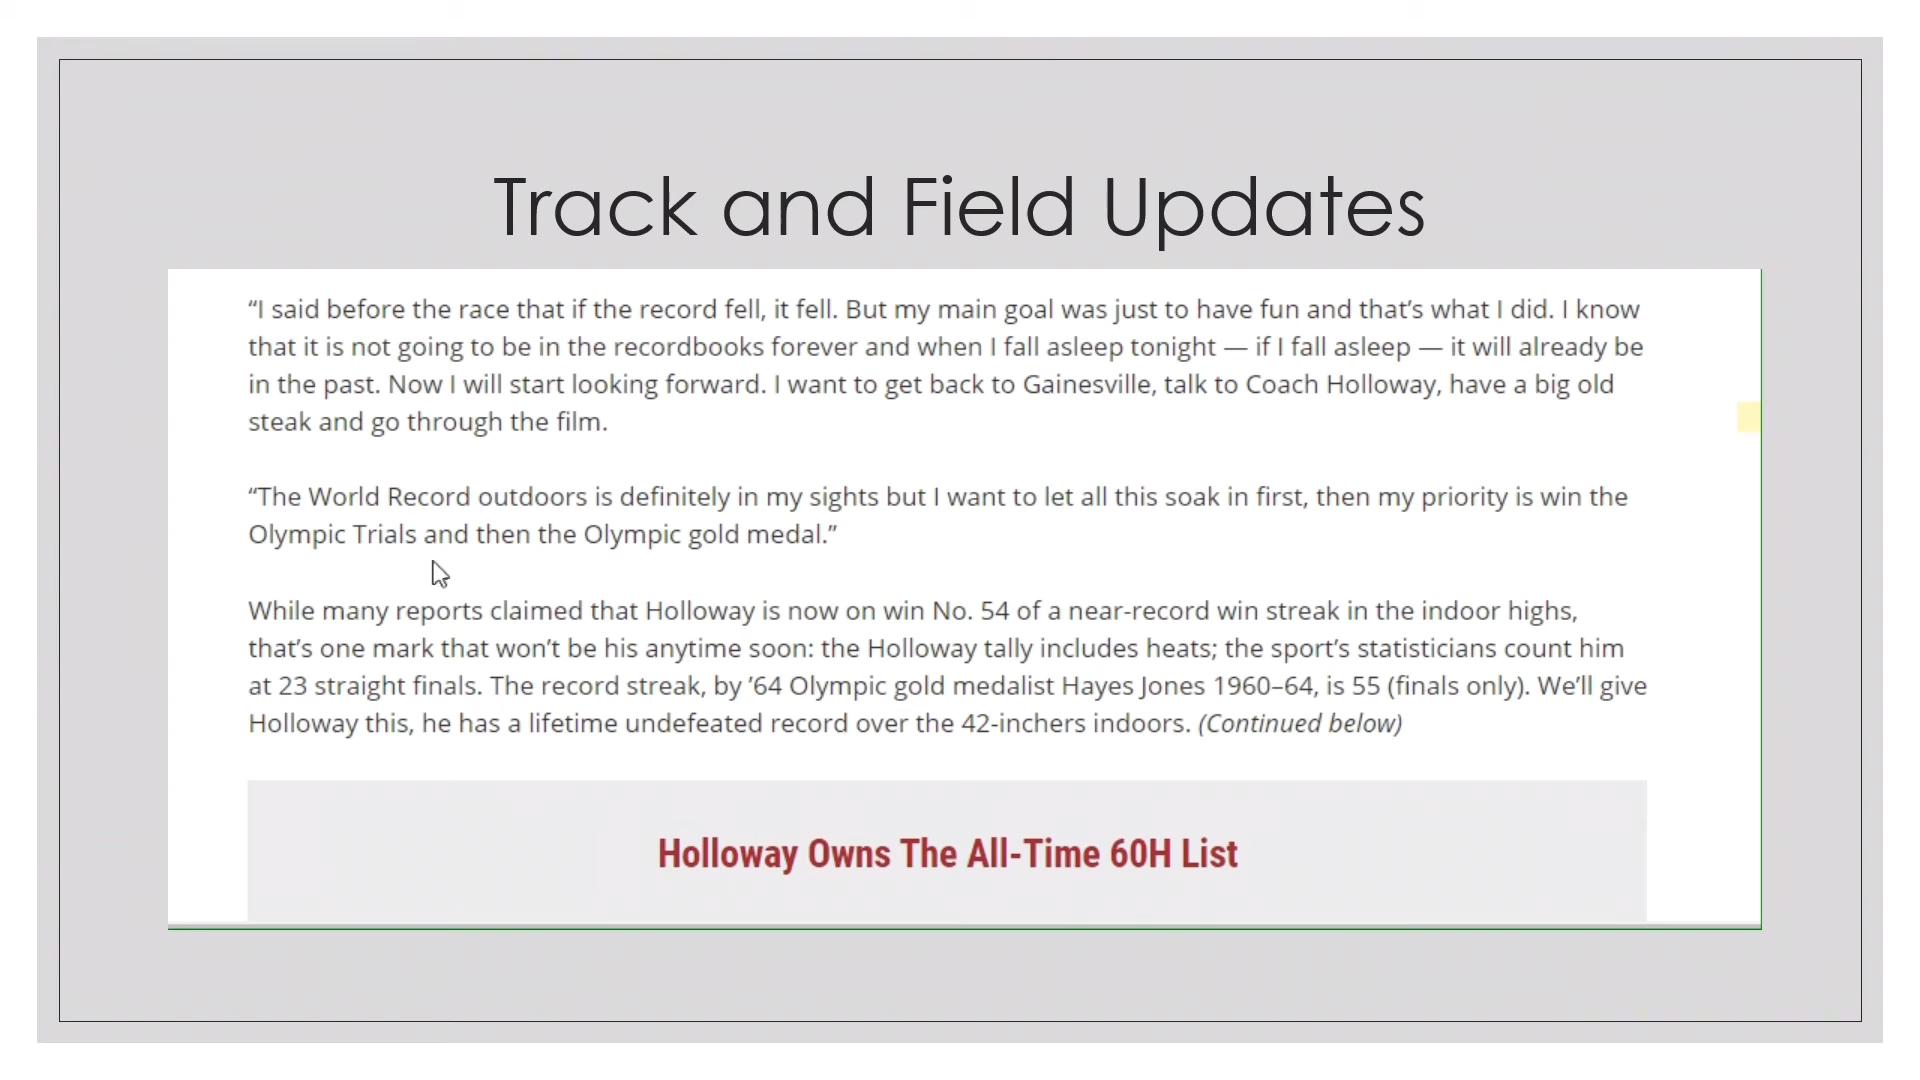 Track and Field Updates
“I said before the race that if the record fell, it fell. But my main goal was just to have fun and that’s what I did. I know
that it is not going to be in the recordbooks forever and when I fall asleep tonight — if I fall asleep — it will already be
in the past. Now I will start looking forward. I want to get back to Gainesville, talk to Coach Holloway, have a big old
steak and go through the film.
“The World Record outdoors is definitely in my sights but I want to let all this soak in first, then my priority is win the
Olympic Trials and then the Olympic gold medal.”
While many reports claimed that Holloway is now on win No. 54 of a near-record win streak in the indoor highs,
that’s one mark that won’t be his anytime soon: the Holloway tally includes heats; the sport’s statisticians count him
at 23 straight finals. The record streak, by ’64 Olympic gold medalist Hayes Jones 1960–64, is 55 (finals only). We’ll give
Holloway this, he has a lifetime undefeated record over the 42-inchers indoors. (Continued below)
Holloway Owns The All-Time 60H List